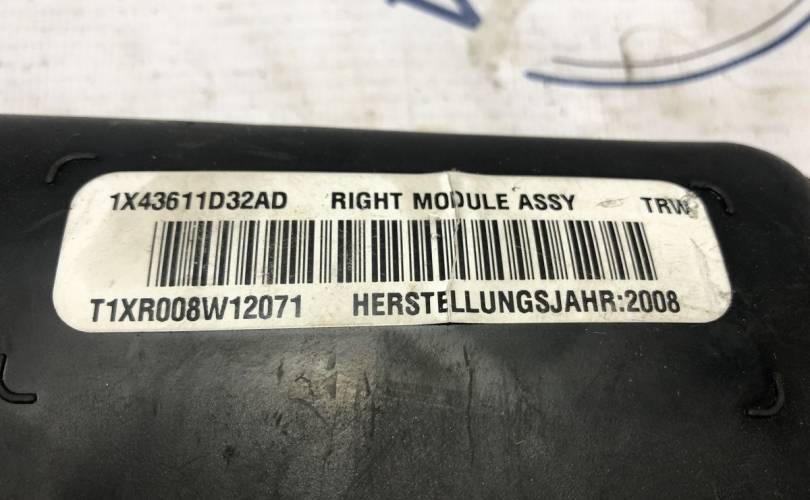 1X43611D32AD RIGHT MODULE ASSY TRW
T1XR008W12071 HERSTELLUNGSJAHR:2008